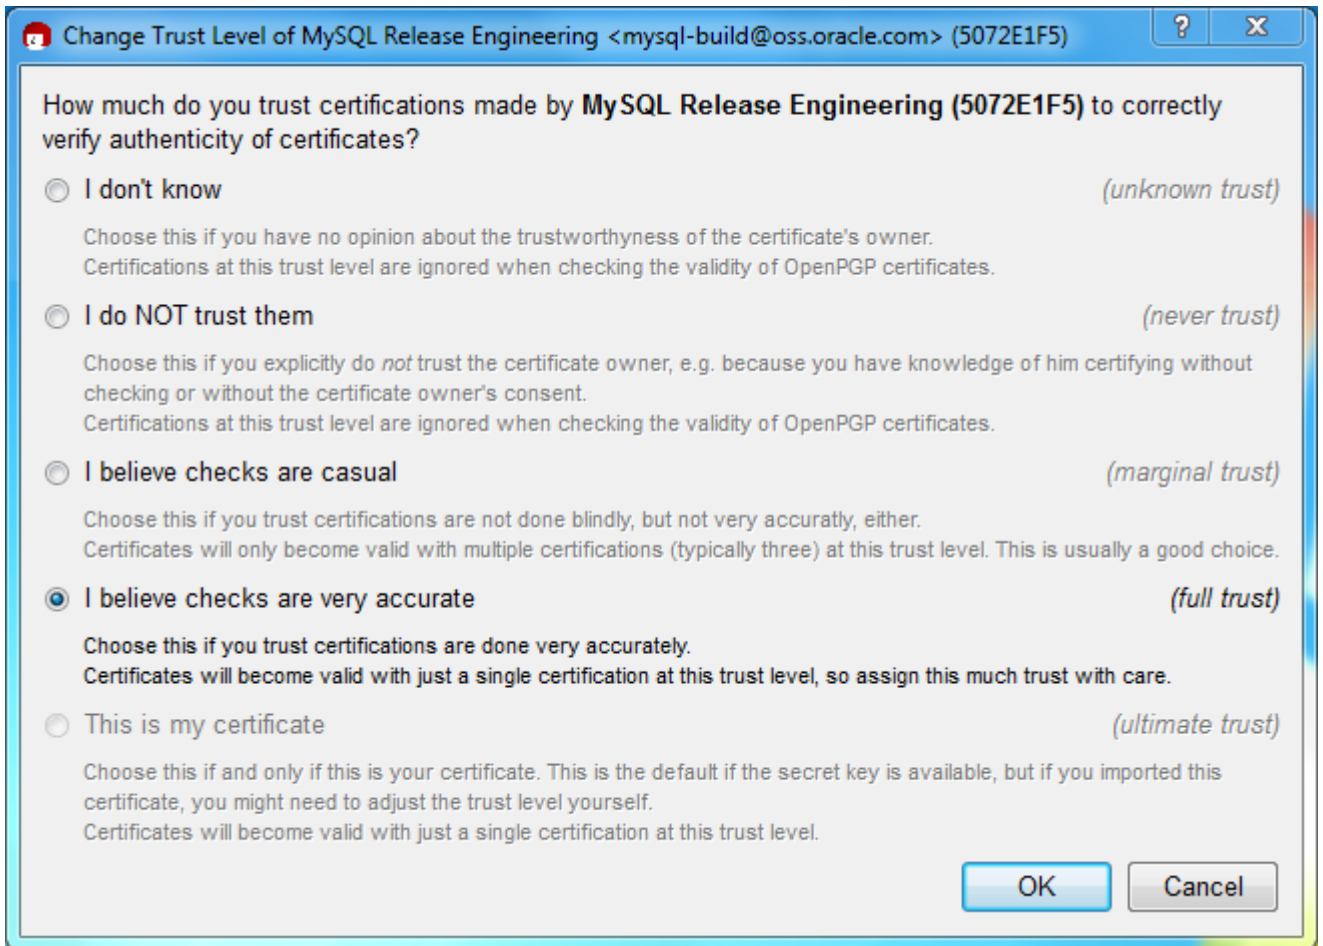 Change Trust Level of MySQL Release Engineering <mysql-build@oss.oracle.com> (5072E1F5)
How much do you trust certifications made by MySQL Release Engineering (5072E1F5) to correctly
verify authenticity of certificates?
I don't know (unknown trust)
Choose this if you have no opinion about the trustworthyness of the certificate's owner.
Certifications at this trust level are ignored when checking the validity of OpenPGP certificates.
I do NOT trust them (never trust)
Choose this if you explicitly do not trust the certificate owner, e.g. because you have knowledge of him certifying without
checking or without the certificate owner's consent.
Certifications at this trust level are ignored when checking the validity of OpenPGP certificates.
I believe checks are casual (marginal trust)
Choose this if you trust certifications are not done blindly, but not very accuratly, either.
Certificates will only become valid with multiple certifications (typically three) at this trust level. This is usually a good choice.
I believe checks are very accurate (full trust)
Choose this if you trust certifications are done very accurately.
Certificates will become valid with just a single certification at this trust level, so assign this much trust with care.
This is my certificate (ultimate trust)
Choose this if and only if this is your certificate. This is the default if the secret key is available, but if you imported this
certificate, you might need to adjust the trust level yourself.
Certificates will become valid with just a single certification at this trust level.
OK Cancel